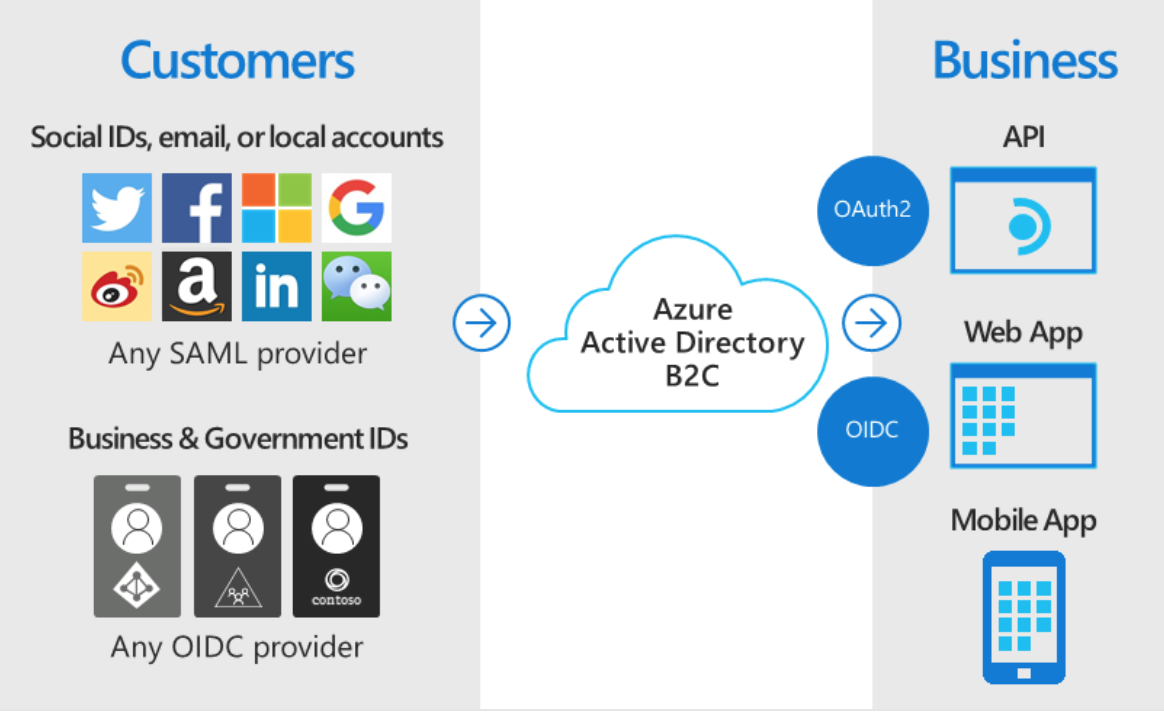 Customers
Social IDs, email, or local accounts
a
in
Any SAML provider
Business & Government IDs
contoso
Any OIDC provider
Azure
Active Directory
B2C
OAuth2
OIDC
Business
API
Web App
Mobile App